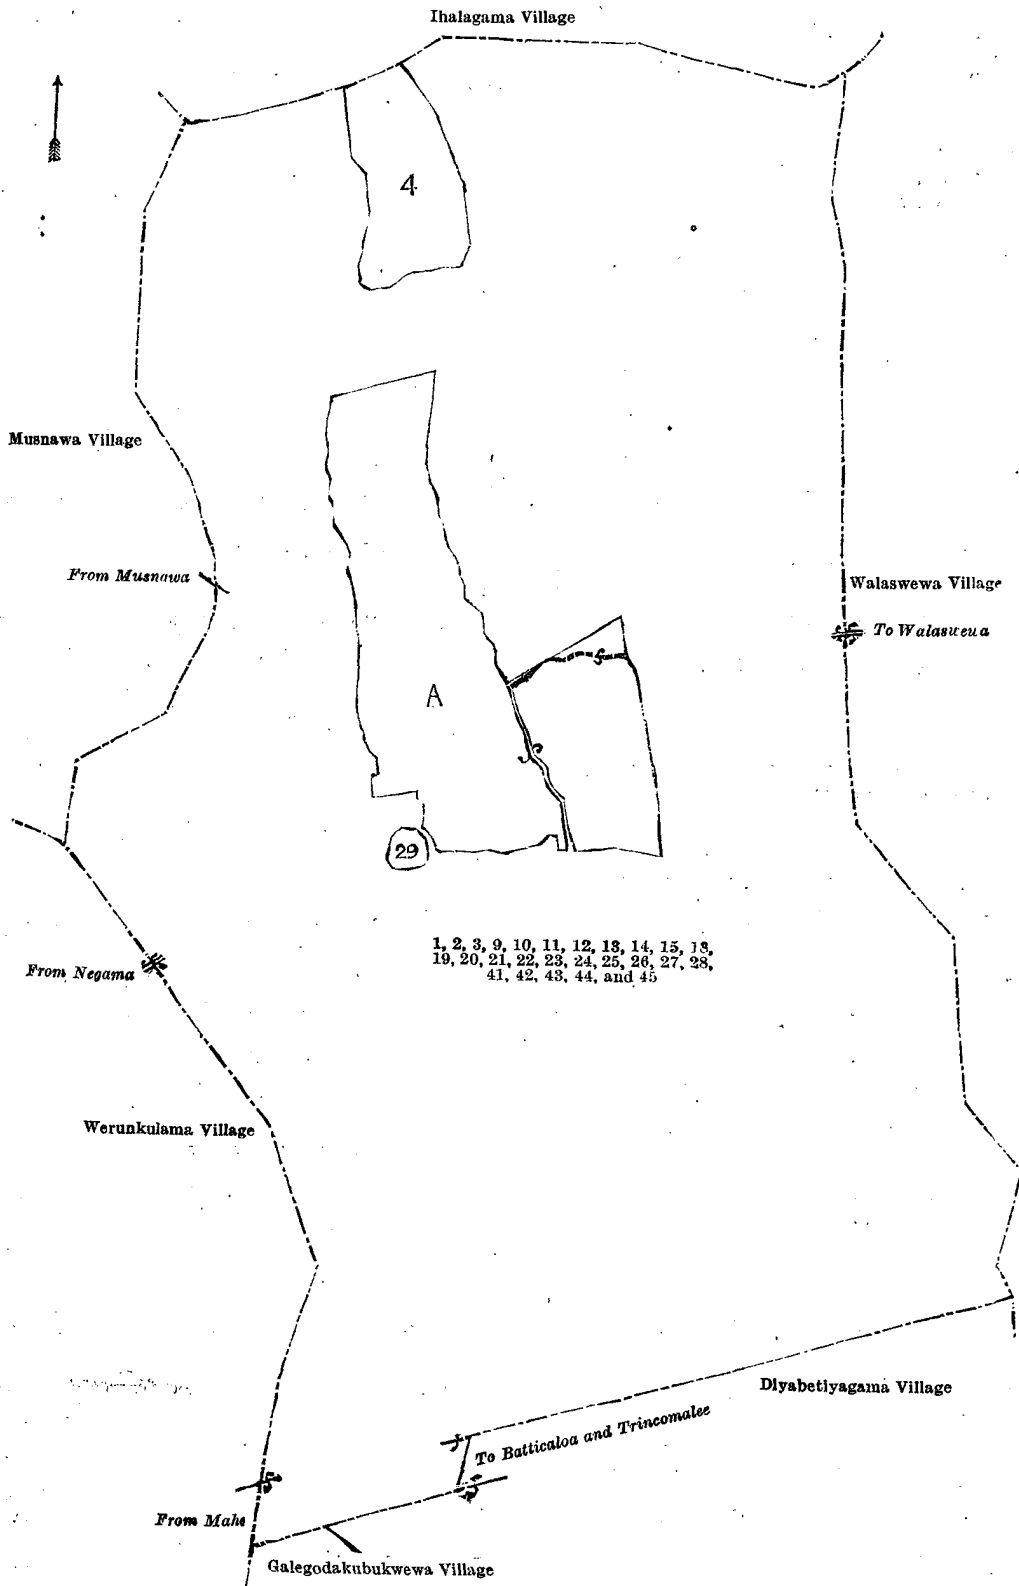 Ihalagama Village
4
Musnawa Village
From Musnawa
Walaswewa Village
To Walaswewa
A
29
1, 2, 3, 9, 10, 11, 12, 13, 14, 15, 18,
19, 20, 21, 22, 23, 24, 25, 26, 27, 28,
41, 42, 43, 44, and 45
From Negama
Werunkulama Village
Diyabetiyagama Village
To Batticaloa and Trincomalee
From Maha
Galegodakubukwewa Village